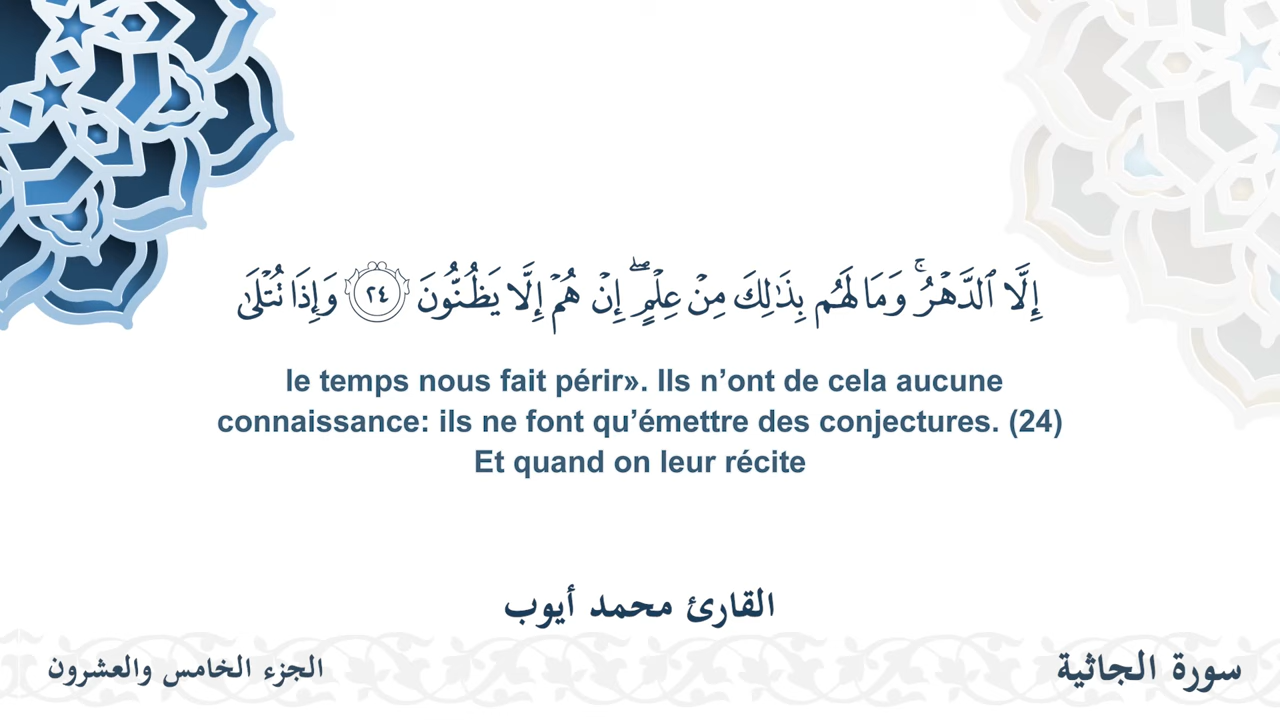 إِلَّا ٱلدَّهْرُ ۚ وَمَا لَهُم بِذَٰلِكَ مِنْ عِلْمٍ ۖ إِنْ هُمْ إِلَّا يَظُنُّونَ ٢٤ وَإِذَا تُتْلَىٰ
le temps nous fait périr». Ils n’ont de cela aucune
connaissance: ils ne font qu’émettre des conjectures. (24)
Et quand on leur récite
القارئ محمد أيوب
سورة الجاثية
الجزء الخامس والعشرون